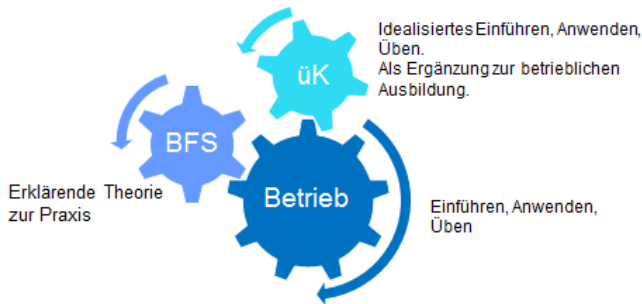 Idealisiertes Einführen, Anwenden,
Üben.
Als Ergänzung zur betrieblichen
Ausbildung.
üK
BFS
Erklärende Theorie
zur Praxis
Betrieb
Einführen, Anwenden,
Üben